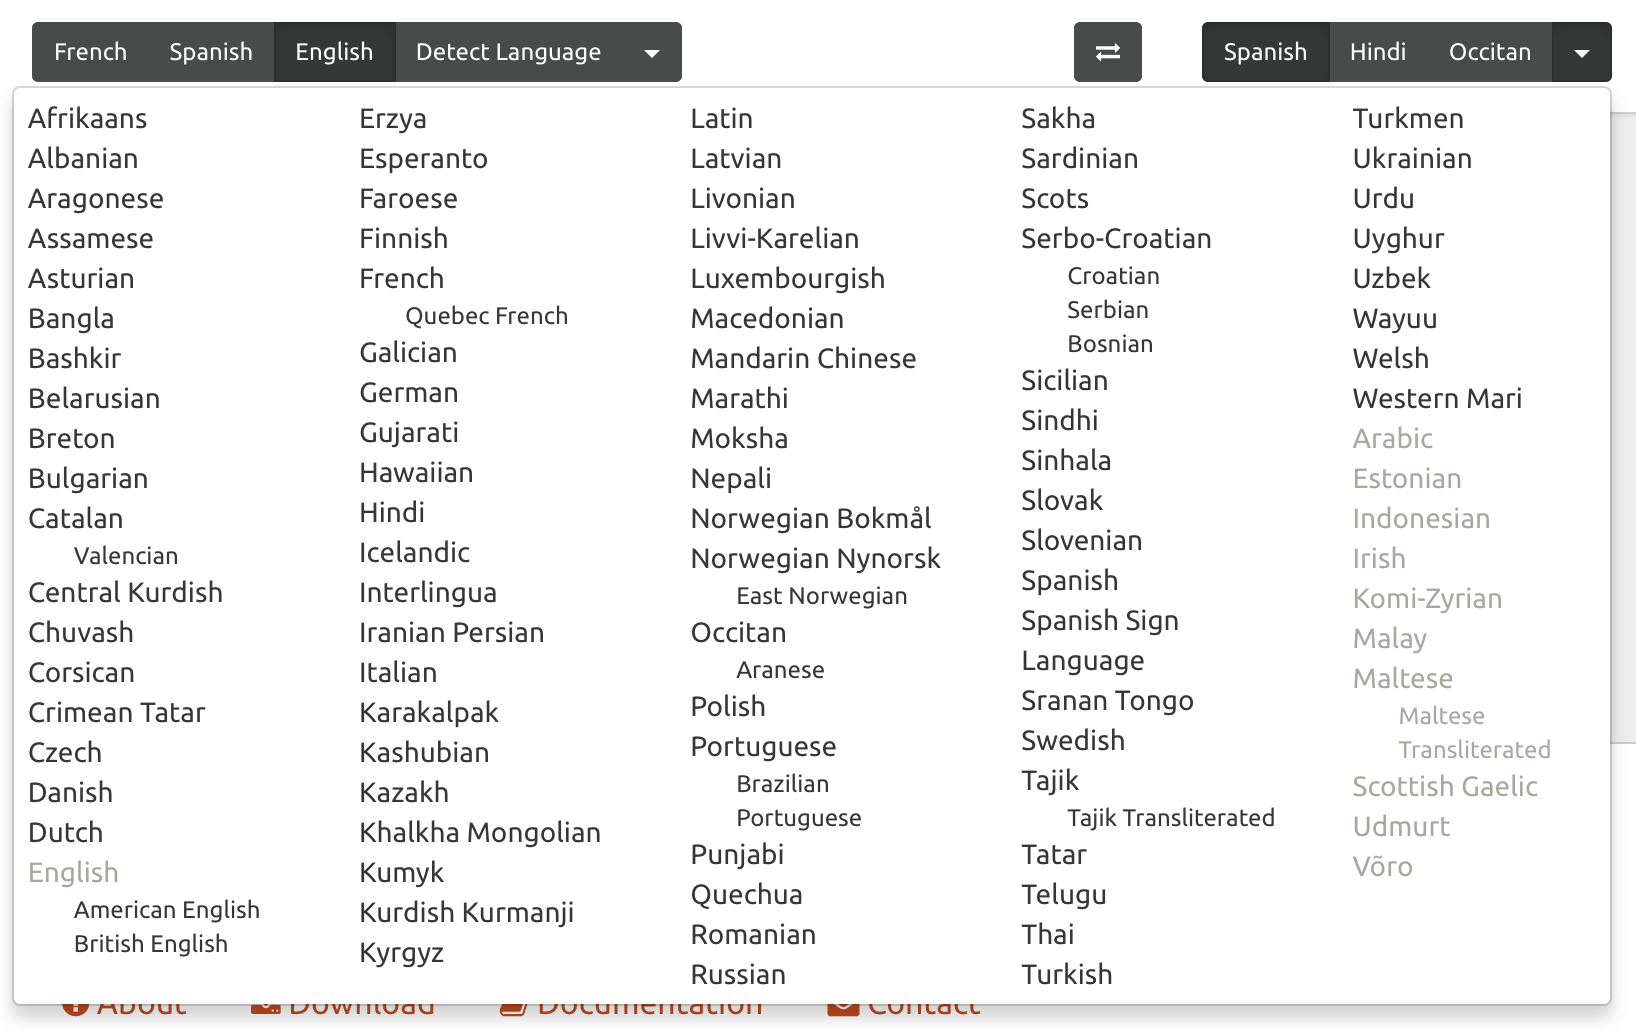 French Spanish English Detect Language
Spanish Hindi Occitan
Afrikaans
Albanian
Aragonese
Assamese
Asturian
Bangla
Bashkir
Belarusian
Breton
Bulgarian
Catalan
Valencian
Central Kurdish
Chuvash
Corsican
Crimean Tatar
Czech
Danish
Dutch
English
American English
British English
Erzya
Esperanto
Faroese
Finnish
French
Quebec French
Galician
German
Gujarati
Hawaiian
Hindi
Icelandic
Interlingua
Iranian Persian
Italian
Karakalpak
Kashubian
Kazakh
Khalkha Mongolian
Kumyk
Kurdish Kurmanji
Kyrgyz
Latin
Latvian
Livonian
Livvi-Karelian
Luxembourgish
Macedonian
Mandarin Chinese
Marathi
Moksha
Nepali
Norwegian Bokmål
Norwegian Nynorsk
East Norwegian
Occitan
Aranese
Polish
Portuguese
Brazilian
Portuguese
Punjabi
Quechua
Romanian
Russian
Sakha
Sardinian
Scots
Serbo-Croatian
Croatian
Serbian
Bosnian
Sicilian
Sindhi
Sinhala
Slovak
Slovenian
Spanish
Spanish Sign
Language
Sranan Tongo
Swedish
Tajik
Tajik Transliterated
Tatar
Telugu
Thai
Turkish
Turkmen
Ukrainian
Urdu
Uyghur
Uzbek
Wayuu
Welsh
Western Mari
Arabic
Estonian
Indonesian
Irish
Komi-Zyrian
Malay
Maltese
Maltese
Transliterated
Scottish Gaelic
Udmurt
Võro
About Download Documentation Contact